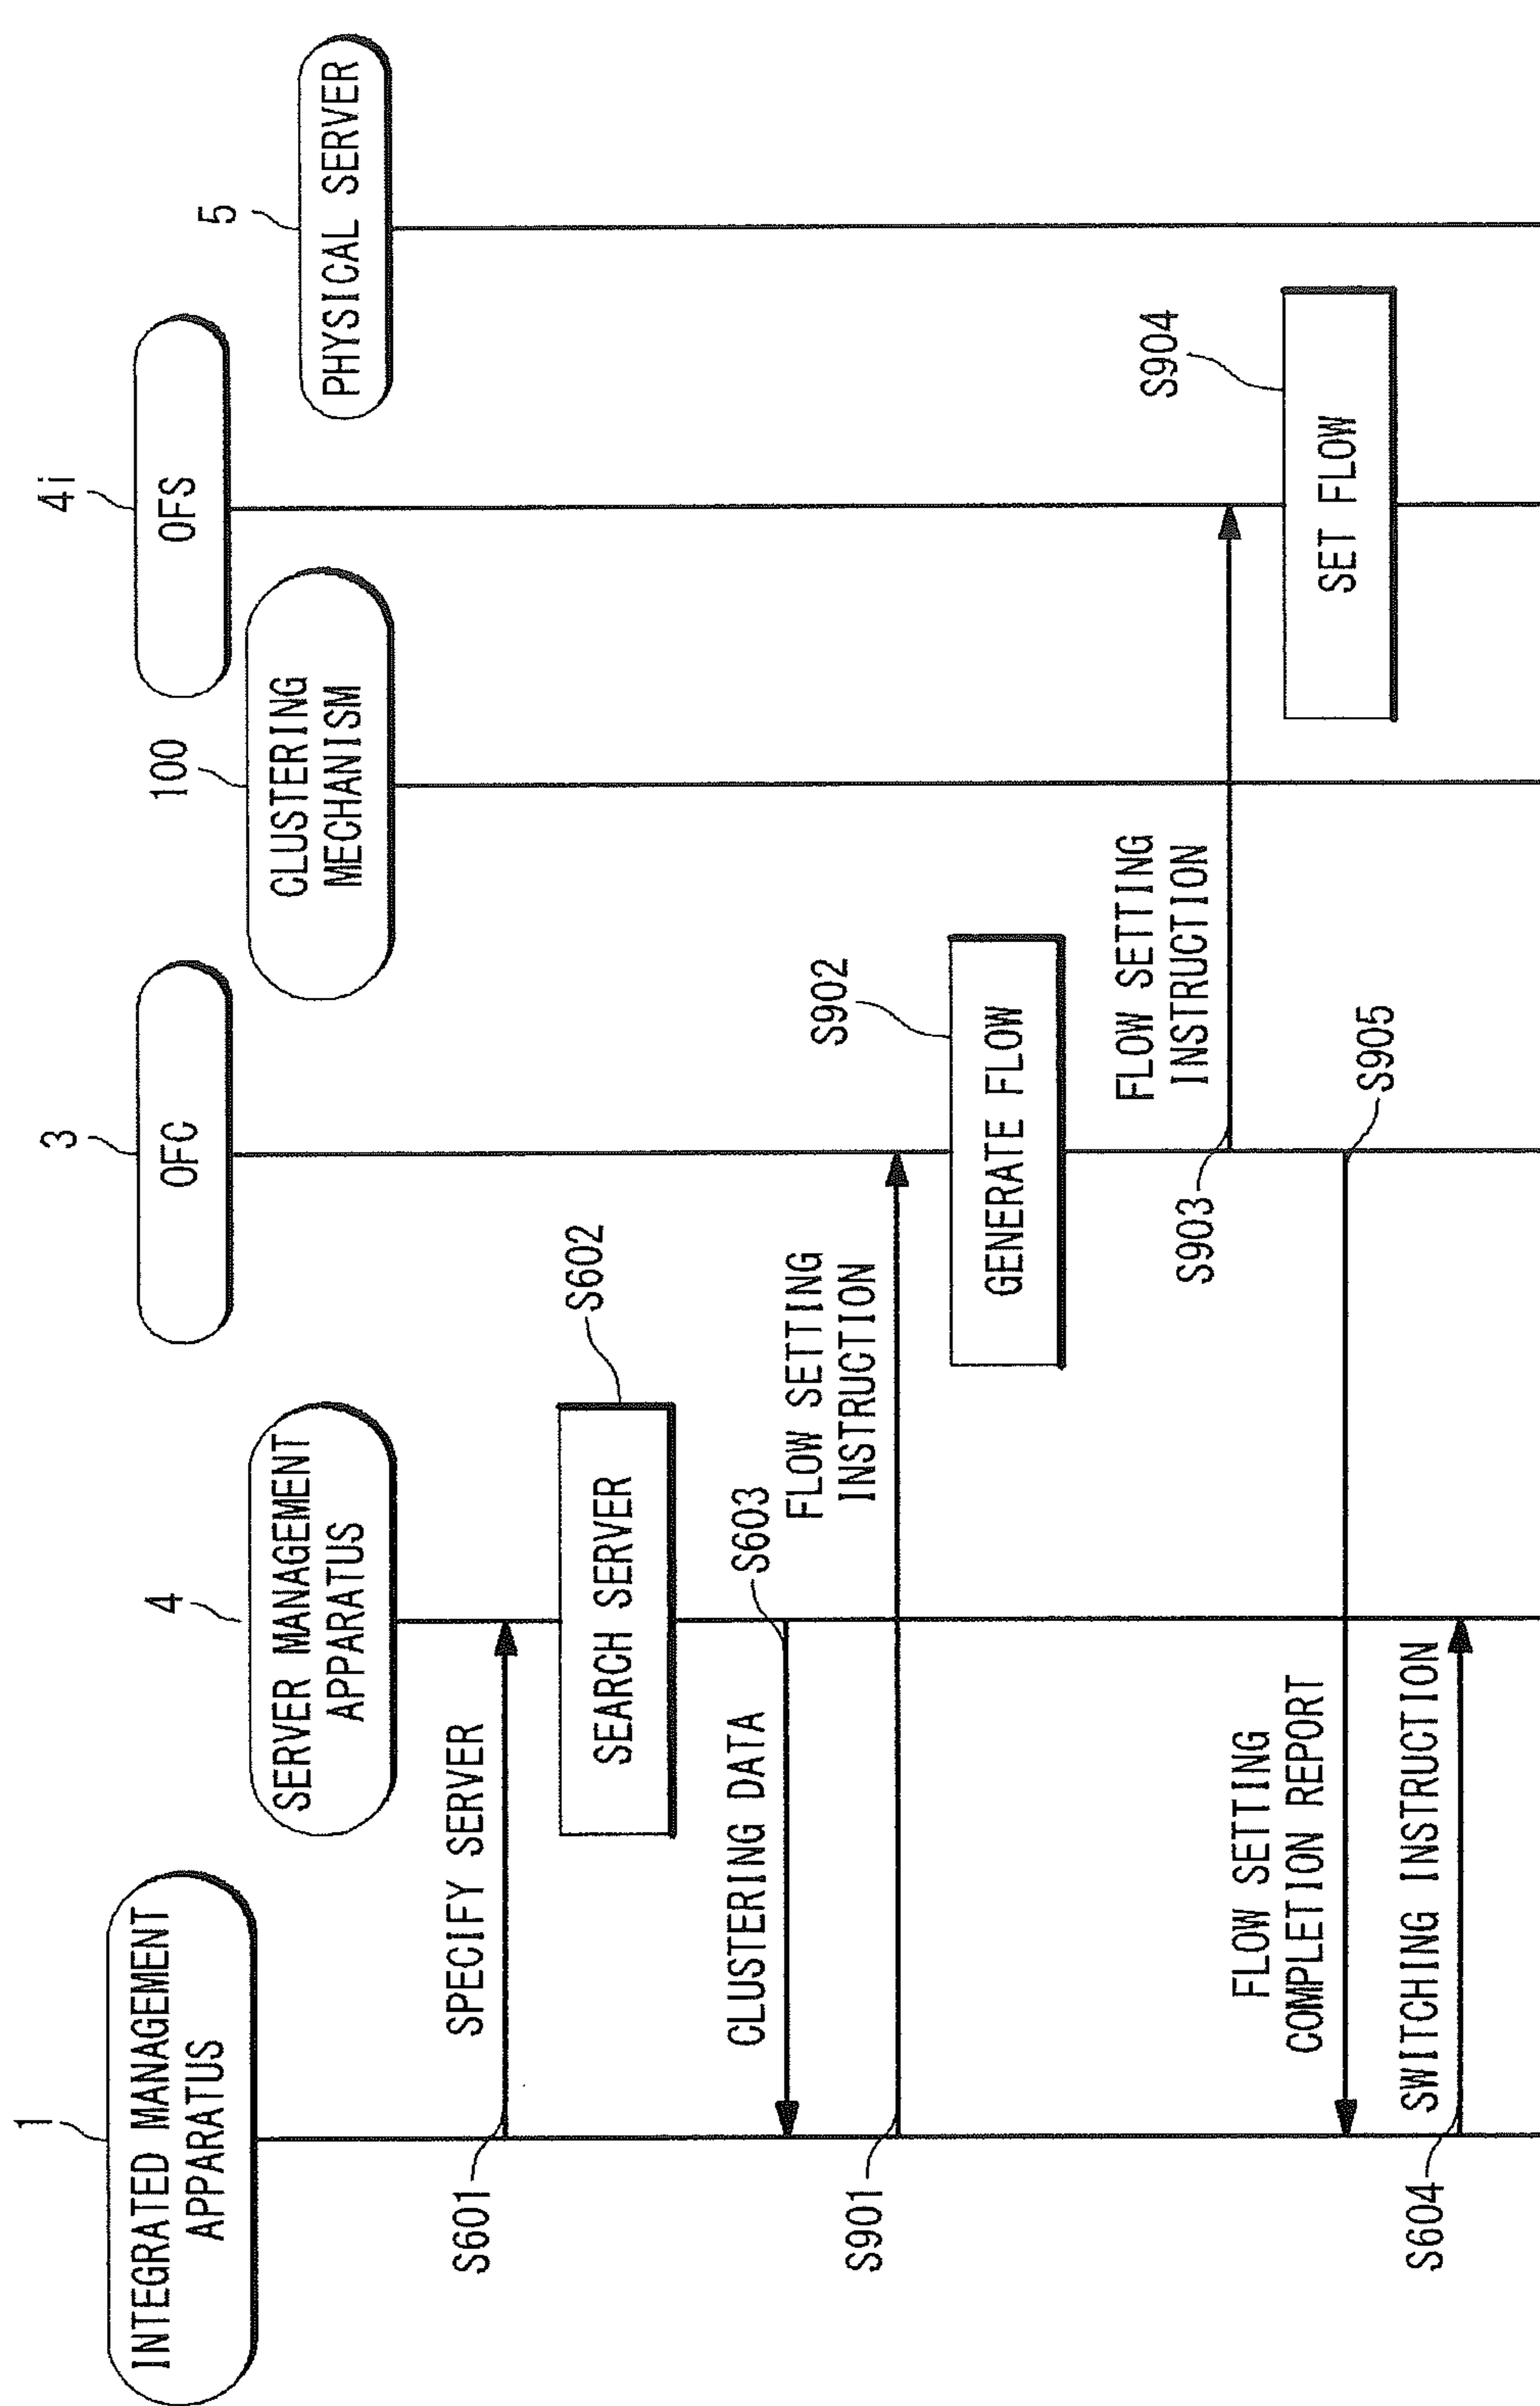 1
INTEGRATED MANAGEMENT
APPARATUS
4
SERVER MANAGEMENT
APPARATUS
3
OFC
100
CLUSTERING
MECHANISM
4i
OFS
5
PHYSICAL SERVER
S601
SPECIFY SERVER
SEARCH SERVER
S602
CLUSTERING DATA
S603
S901
FLOW SETTING
INSTRUCTION
GENERATE FLOW
S902
S903
FLOW SETTING
INSTRUCTION
SET FLOW
S904
FLOW SETTING
COMPLETION REPORT
S905
S604
SWITCHING INSTRUCTION